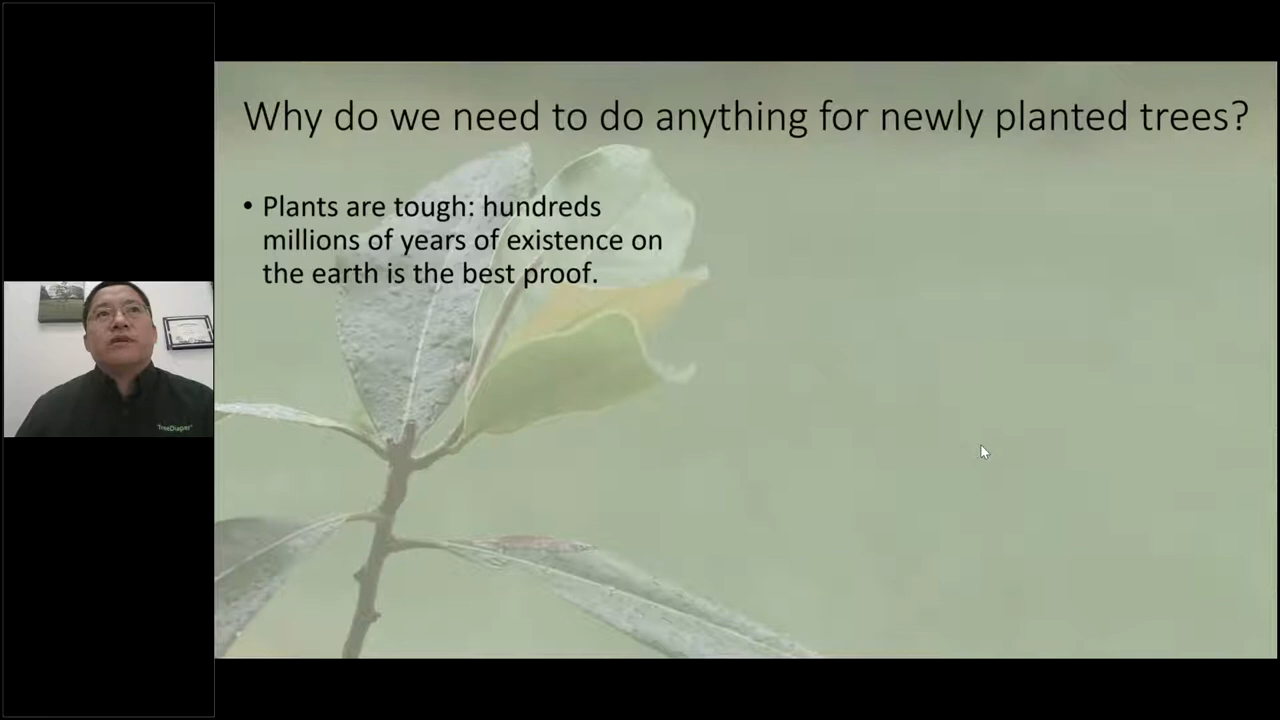 Why do we need to do anything for newly planted trees?
• Plants are tough: hundreds
millions of years of existence on
the earth is the best proof.
TreeDiaper